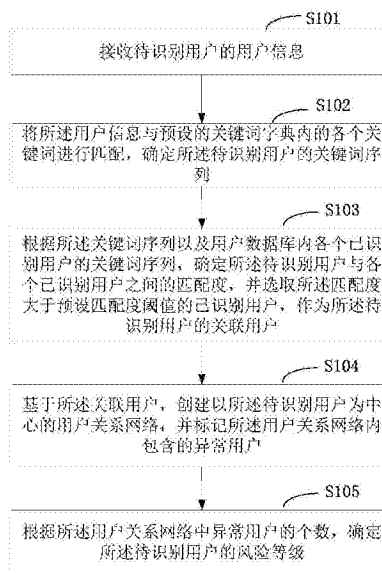 S101
接收待识别用户的用户信息
S102
将所述用户信息与预设的关键词字典内的各个关
键词进行匹配，确定所述待识别用户的关键词序
列
S103
根据所述关键词序列以及用户数据库内各个已识
别用户的关键词序列，确定所述待识别用户与各
个已识别用户之间的匹配度，并选取所述匹配度
大于预设匹配度阈值的已识别用户，作为所述待
识别用户的关联用户
S104
基于所述关联用户，创建以所述待识别用户为中
心的用户关系网络，并标记所述用户关系网络内
包含的异常用户
S105
根据所述用户关系网络中异常用户的个数，确定
所述待识别用户的风险等级